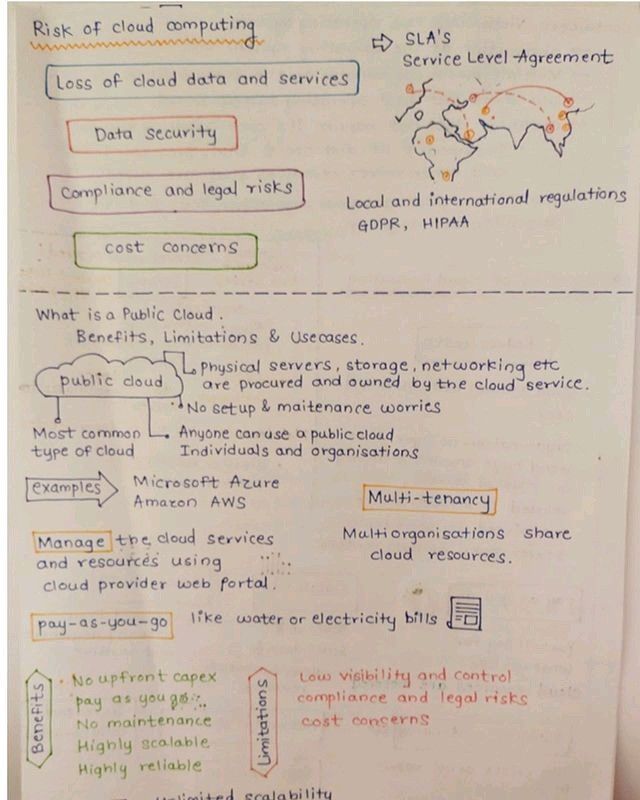 Risk of cloud computing
Loss of cloud data and services
Data security
Compliance and legal risks
cost concerns
⇨ SLA'S
Service Level Agreement
Local and international regulations
GDPR, HIPAA
What is a Public Cloud.
Benefits, Limitations & Usecases.
public cloud
Physical servers, storage, networking etc
are procured and owned by the cloud service.
No setup & maitenance worries
Most common
type of cloud
Anyone can use a public cloud
Individuals and organisations
examples
Microsoft Azure
Amazon AWS
Multi-tenancy
Multiorganisations share
cloud resources.
Manage the cloud services
and resources using
cloud provider web portal.
pay-as-you-go like water or electricity bills
Benefits
No upfront capex
pay as you go
No maintenance
Highly scalable
Highly reliable
Limitations
Low visibility and control
compliance and legal risks
cost concerns
Unlimited scalability